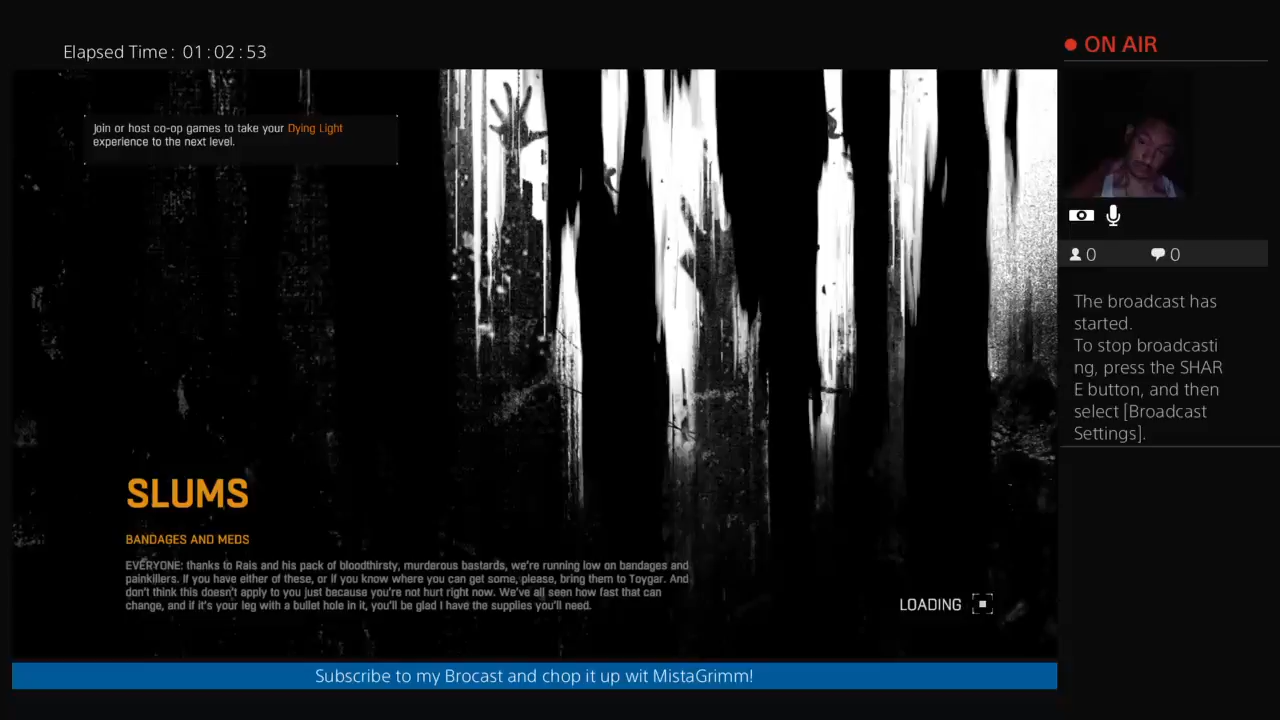 Elapsed Time: 01:02:53
ON AIR
Join or host co-op games to take your Dying Light
experience to the next level.
0
0
The broadcast has
started.
To stop broadcasti
ng, press the SHAR
E button, and then
select [Broadcast
Settings].
SLUMS
BANDAGES AND MEDS
EVERYONE: thanks to Rais and his pack of bloodthirsty, murderous bastards, we're running low on bandages and
painkillers. If you have either of these, or if you know where you can get some, please, bring them to Toygar. And
don't think this doesn't apply to you just because you're not hurt right now. We've all seen how fast that can
change, and if it's your leg with a bullet hole in it, you'll be glad I have the supplies you'll need.
LOADING
Subscribe to my Brocast and chop it up wit MistaGrimm!